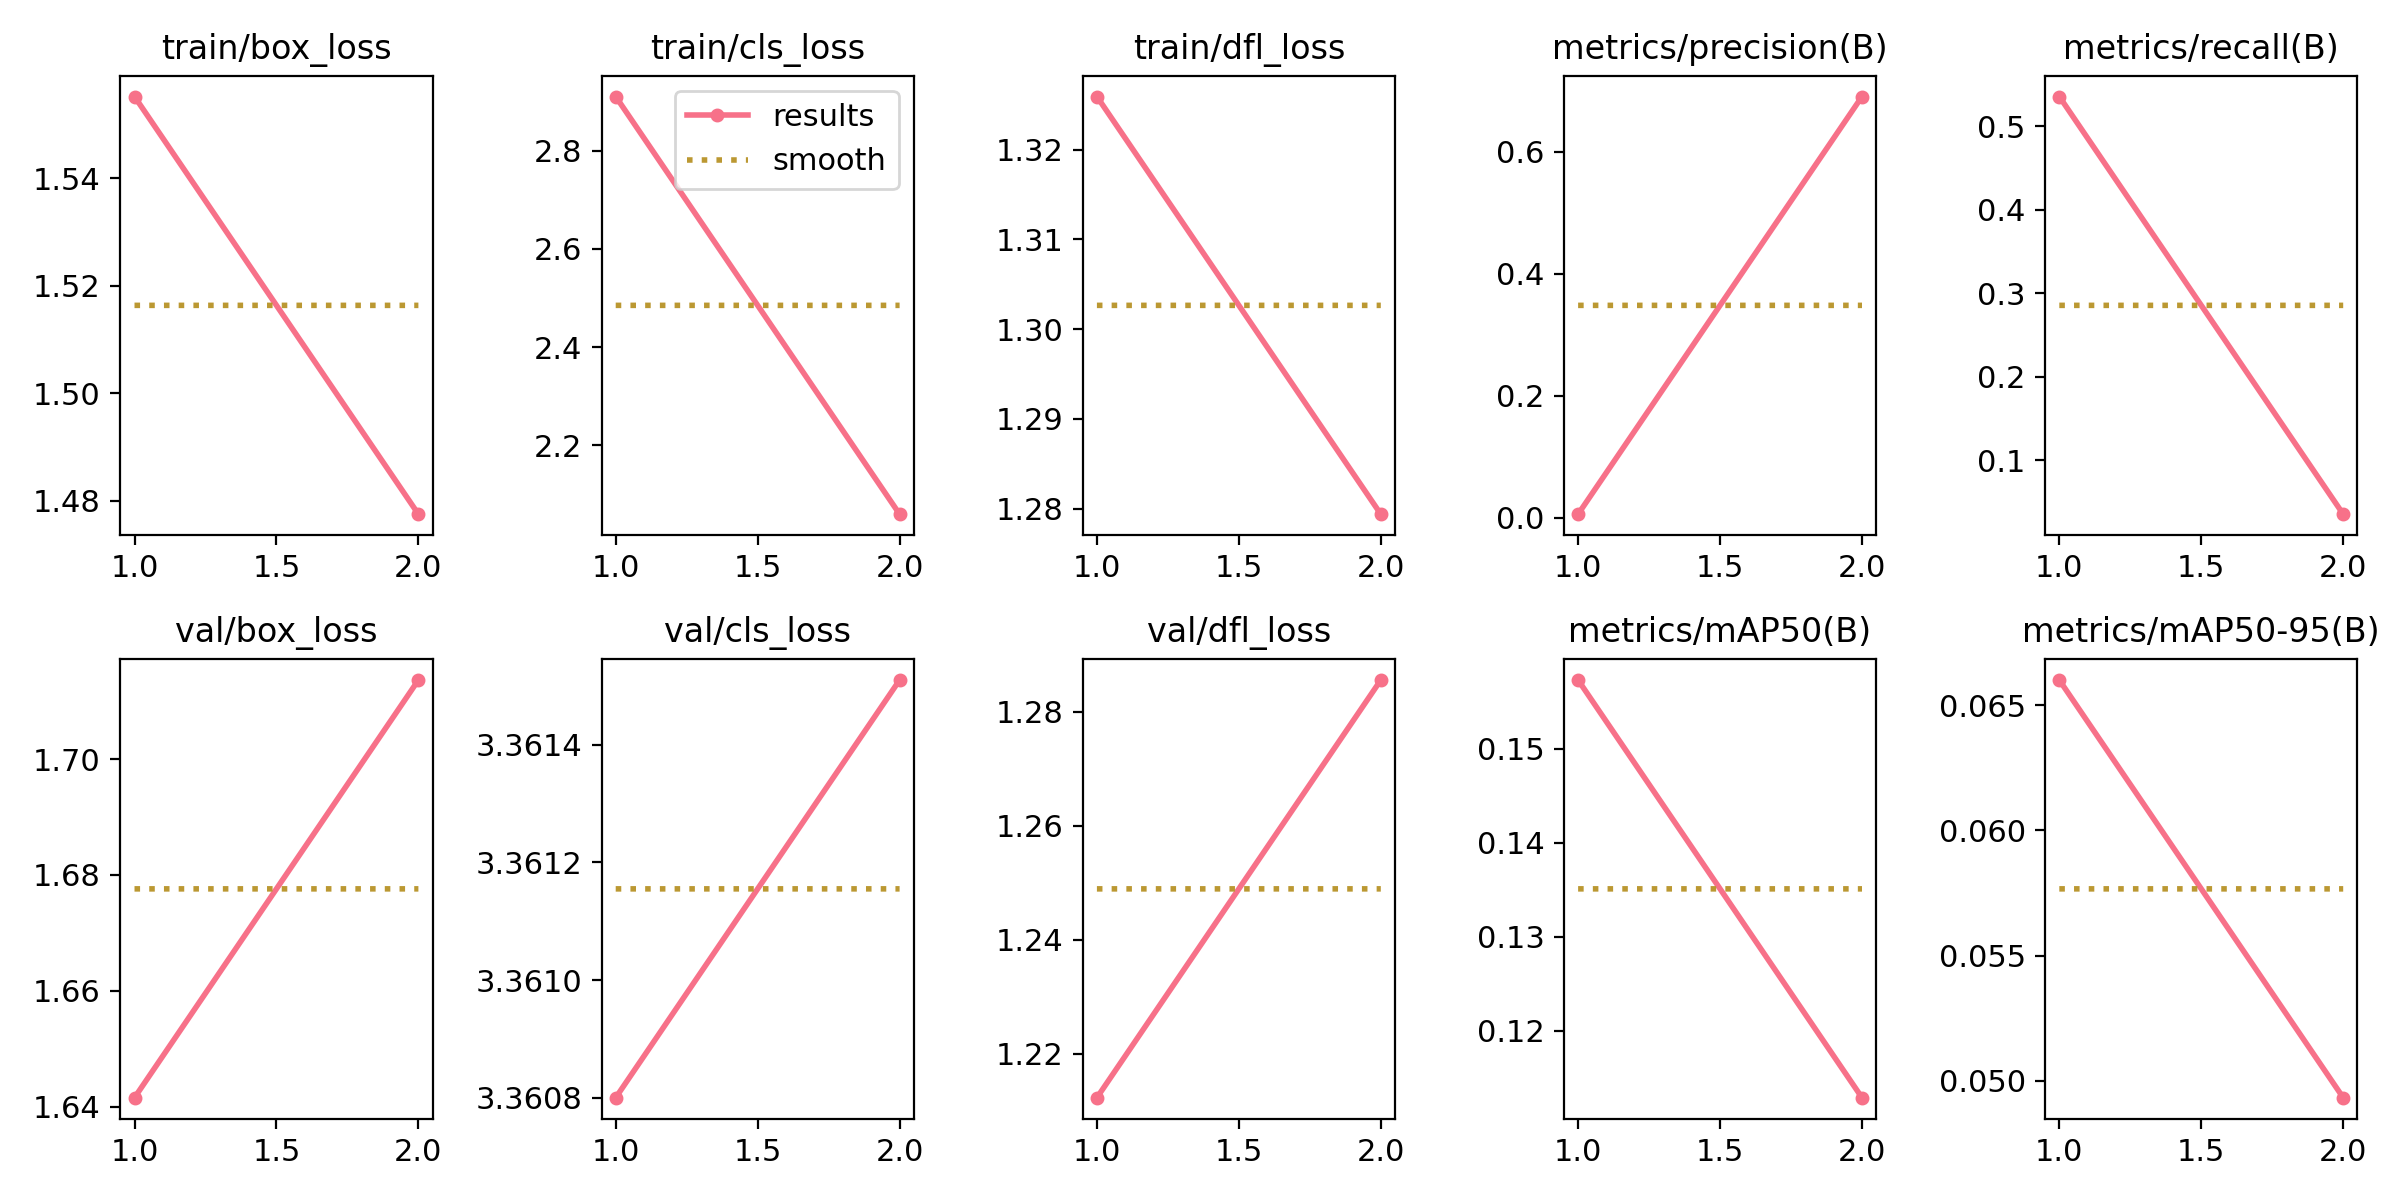 train/box_loss
train/cls_loss
train/dfl_loss
metrics/precision(B)
metrics/recall(B)
1.54
1.52
1.50
1.48
1.0 1.5 2.0
results
smooth
2.8
2.6
2.4
2.2
1.0 1.5 2.0
1.32
1.31
1.30
1.29
1.28
1.0 1.5 2.0
0.6
0.4
0.2
0.0
1.0 1.5 2.0
0.5
0.4
0.3
0.2
0.1
1.0 1.5 2.0
val/box_loss
val/cls_loss
val/dfl_loss
metrics/mAP50(B)
metrics/mAP50-95(B)
1.70
1.68
1.66
1.64
1.0 1.5 2.0
3.3614
3.3612
3.3610
3.3608
1.0 1.5 2.0
1.28
1.26
1.24
1.22
1.0 1.5 2.0
0.15
0.14
0.13
0.12
1.0 1.5 2.0
0.065
0.060
0.055
0.050
1.0 1.5 2.0